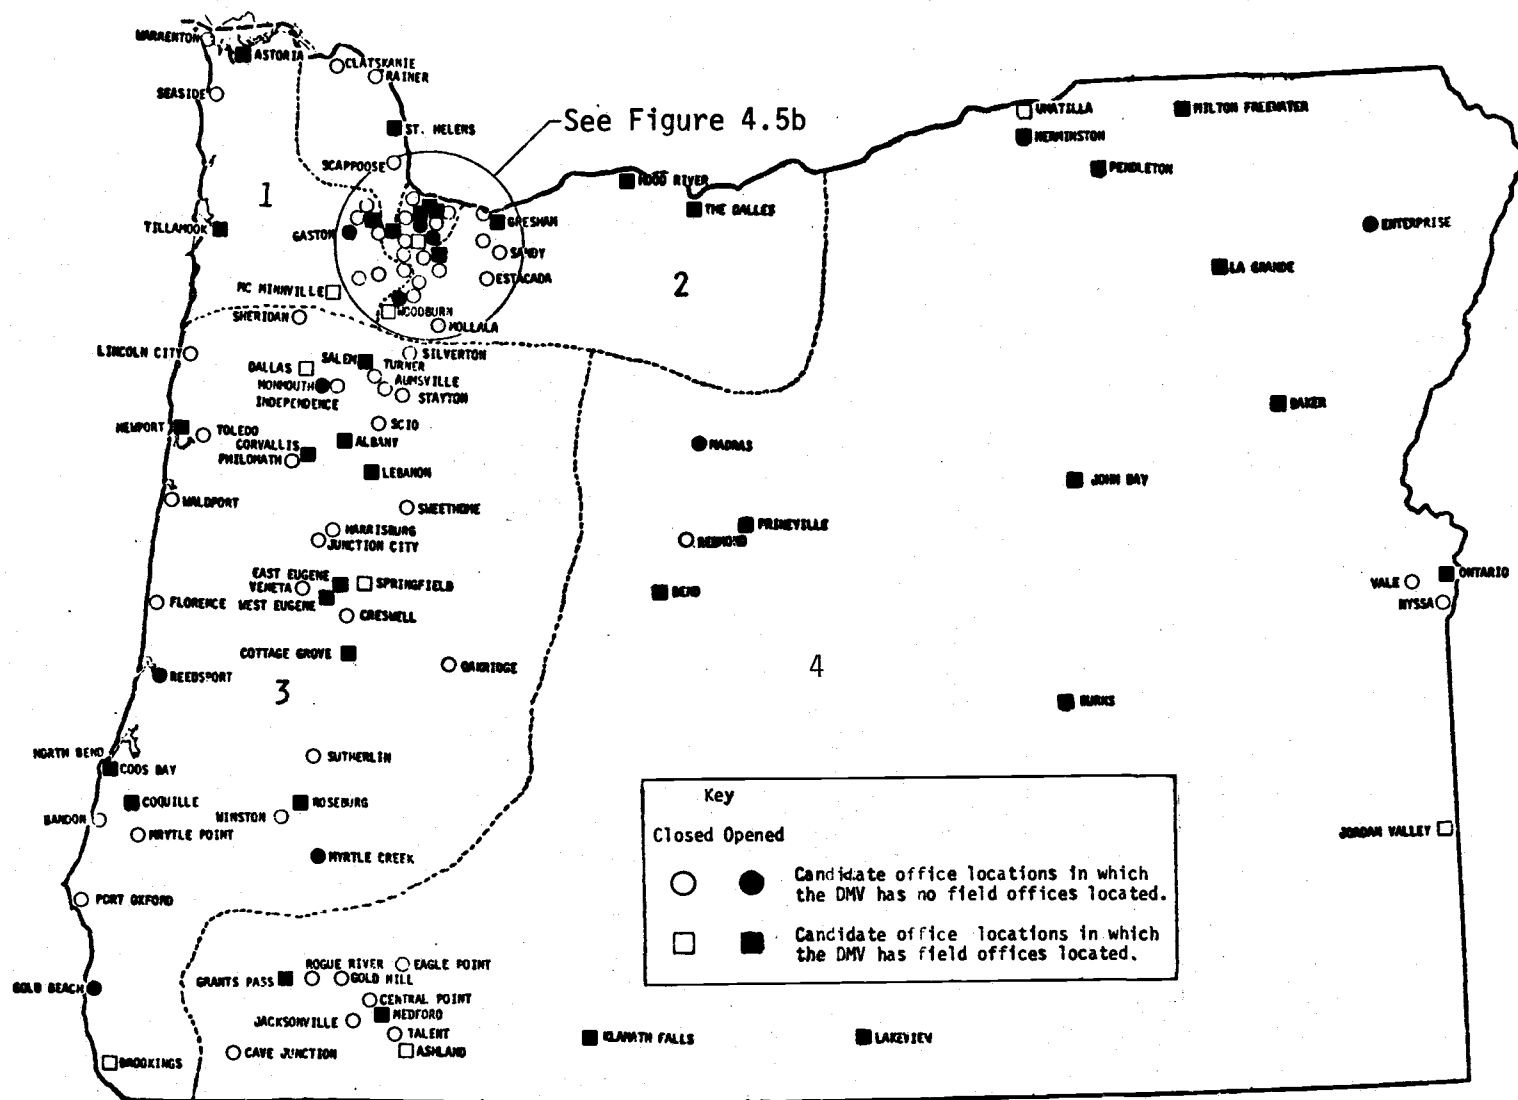 WARRENTON
ASTORIA
CLATSKANIE
RAINER
SEASIDE
See Figure 4.5b
UMATILLA
MILTON FREEWATER
ST. HELENS
HERMINSTON
SCAPPOOSE
PENDLETON
HOOD RIVER
1
THE DALLES
TILLAMOOK
GASTON
GRESHAM
ENTERPRISE
SANDY
LA GRANDE
ESTACADA
2
MC MINNVILLE
WOODBURN
SHERIDAN
MOLLALA
LINCOLN CITY
SILVERTON
SALEM
DALLAS
TURNER
MONMOUTH
AUMSVILLE
INDEPENDENCE
STAYTON
BAKER
NEWPORT
TOLEDO
SCIO
CORVALLIS
ALBANY
MADRAS
PHILOMATH
LEBANON
JOHN DAY
WALDPORT
SWEETHOME
HARRISBURG
PRINEVILLE
JUNCTION CITY
REDMOND
EAST EUGENE
SPRINGFIELD
ONTARIO
VENETA
VALE
WEST EUGENE
BEND
FLORENCE
NYSSA
CRESWELL
COTTAGE GROVE
OAKRIDGE
4
REEDSPORT
3
BURNS
NORTH BEND
SUTHERLIN
COOS BAY
Key
COQUILLE
ROSEBURG
BANDON
WINSTON
MRYTLE POINT
Closed Opened
JORDAN VALLEY
MYRTLE CREEK
Candidate office locations in which
the DMV has no field offices located.
PORT OXFORD
Candidate office locations in which
the DMV has field offices located.
ROGUE RIVER
EAGLE POINT
GRANTS PASS
GOLD HILL
GOLD BEACH
CENTRAL POINT
JACKSONVILLE
MEDFORD
TALENT
KLAMATH FALLS
LAKEVIEW
CAVE JUNCTION
ASHLAND
BROOKINGS